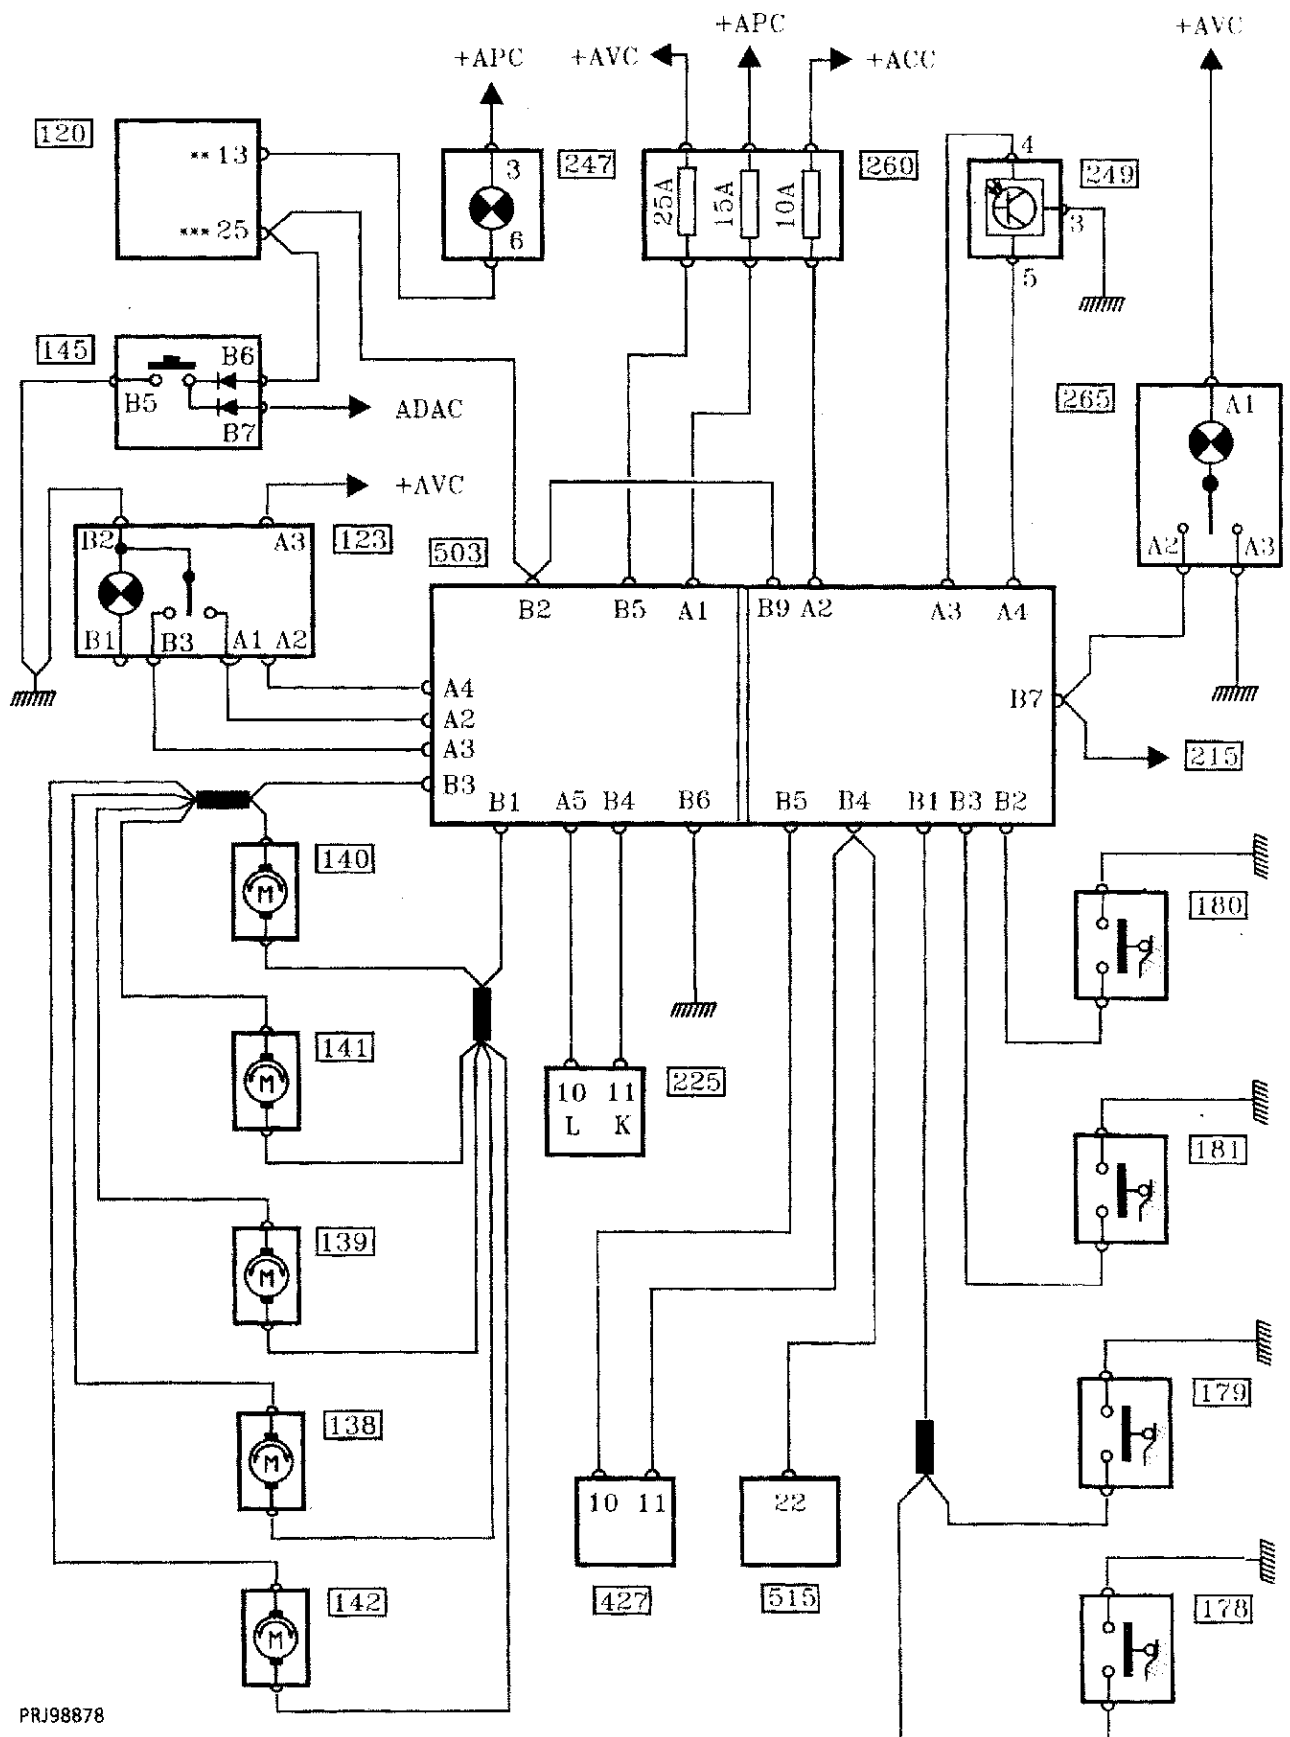 +AVC
+APC
+APC
+AVC
+ACC
120
** 13
3
247
260
4
249
25A
15A
10A
*** 25
6
3
5
145
B6
B5
B7
ADAC
265
A1
+AVC
B2
A3
123
503
A2
A3
B2
B5
A1
B9
A2
A3
A4
B1
B3
A1
A2
A4
A2
A3
B3
B7
215
B1
A5
B4
B6
B5
B4
B1
B3
B2
140
M
180
141
M
225
10
11
L
K
181
139
M
179
138
M
10
11
22
427
515
142
M
178
PRJ98878